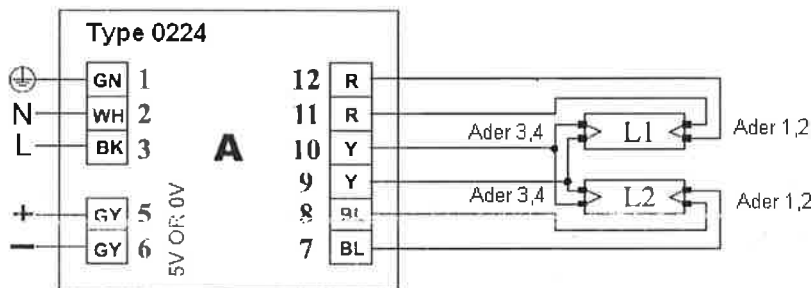 Type 0224
GN 1
WH 2
BK 3
N
L
A
12 R
11 R
10 Y
9 Y
8 BL
7 BL
+ GY 5
− GY 6
5V OR 0V
Ader 3,4
Ader 3,4
L1
L2
Ader 1,2
Ader 1,2